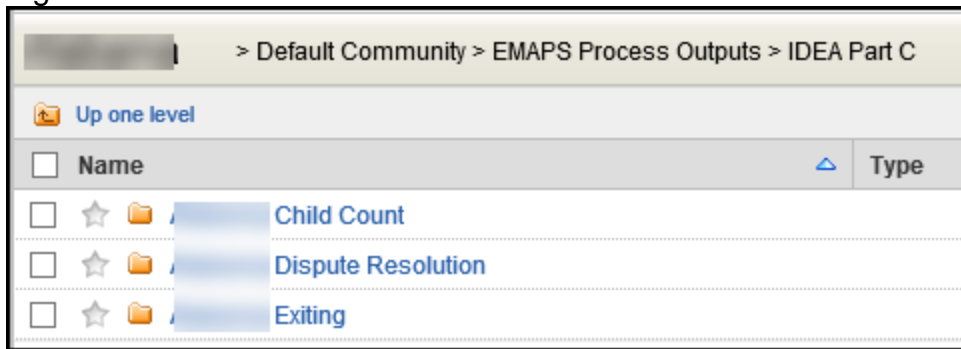 > Default Community > EMAPS Process Outputs > IDEA Part C
Up one level
Name Type
Child Count
Dispute Resolution
Exiting